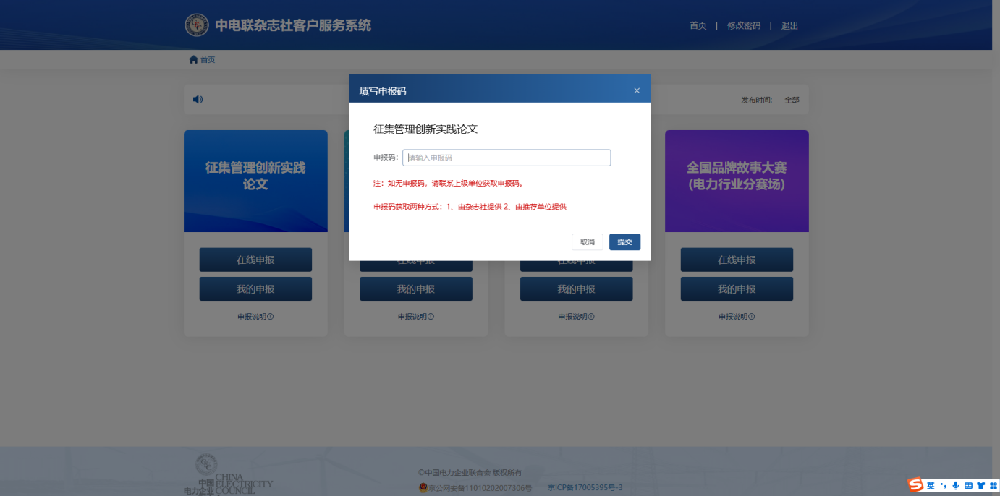 中电联杂志社客户服务系统
首页 | 修改密码 | 退出
首页
填写申报码 ×
发布时间: 全部
征集管理创新实践论文
申报码: 请输入申报码
注：如无申报码，请联系上级单位获取申报码。
申报码获取两种方式：1、由杂志社提供 2、由推荐单位提供
取消 提交
征集管理创新实践
论文
全国品牌故事大赛
(电力行业分赛场)
在线申报 在线申报 在线申报 在线申报
我的申报 我的申报 我的申报 我的申报
申报说明 申报说明 申报说明 申报说明
中国 CHINA ELECTRICITY
电力企业 COUNCIL
©中国电力企业联合会 版权所有
京公网安备11010202007306号 京ICP备17005395号-3
英